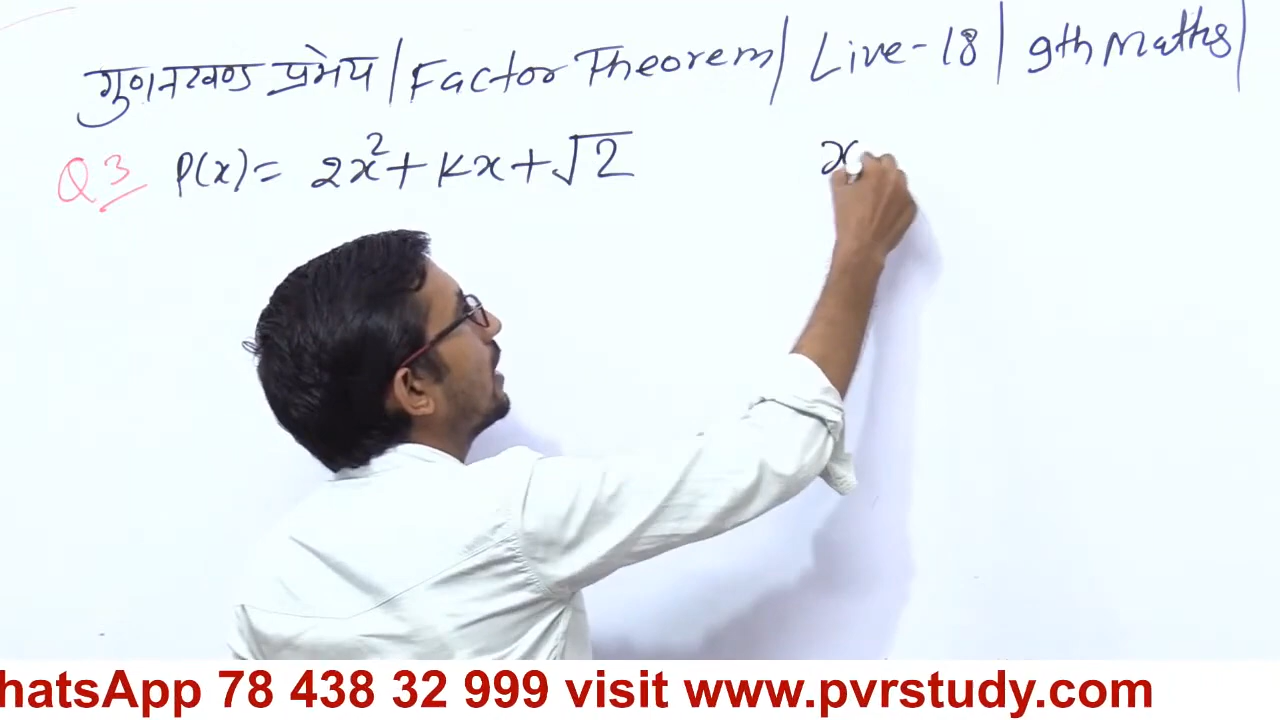 गुणनखण्ड प्रमेय | Factor Theorem | Live-18 | 9th Maths |
Q3 P(x) = 2x² + Kx + √2 x
hatsApp 78 438 32 999 visit www.pvrstudy.com